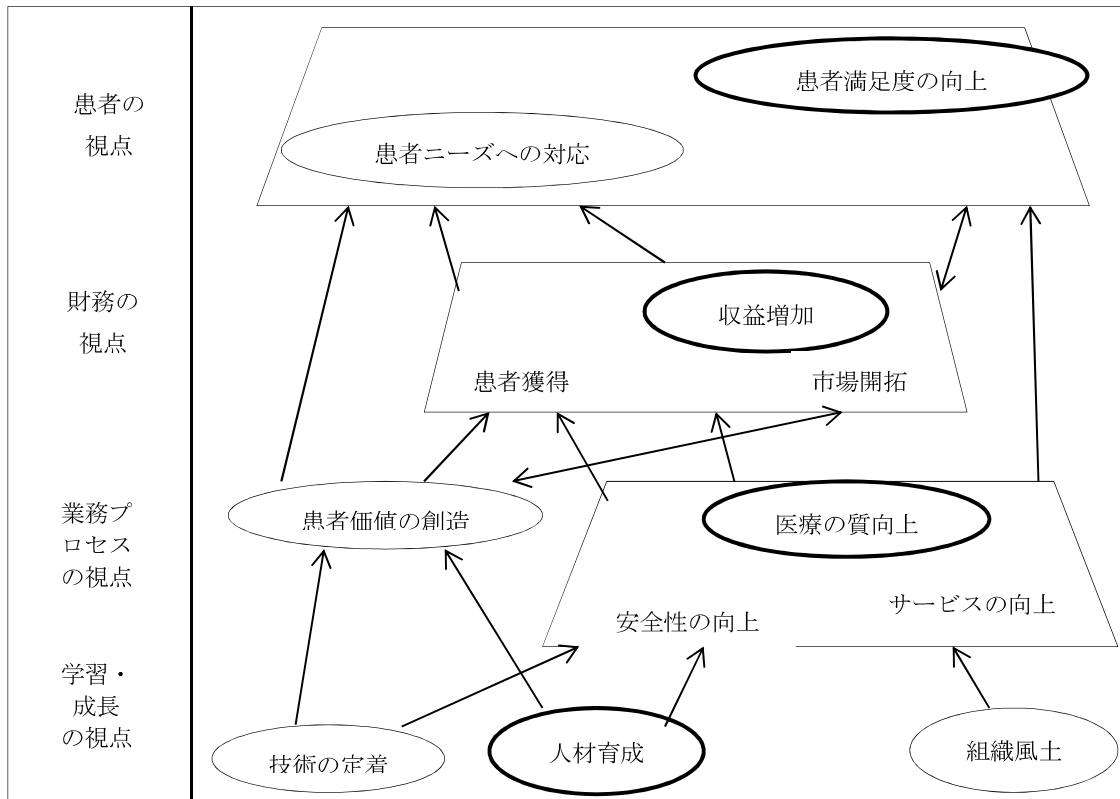 患者の
視点
患者満足度の向上
患者ニーズへの対応
財務の
視点
収益増加
患者獲得
市場開拓
業務プ
ロセス
の視点
患者価値の創造
医療の質向上
サービスの向上
安全性の向上
学習・
成長
の視点
技術の定着
人材育成
組織風土